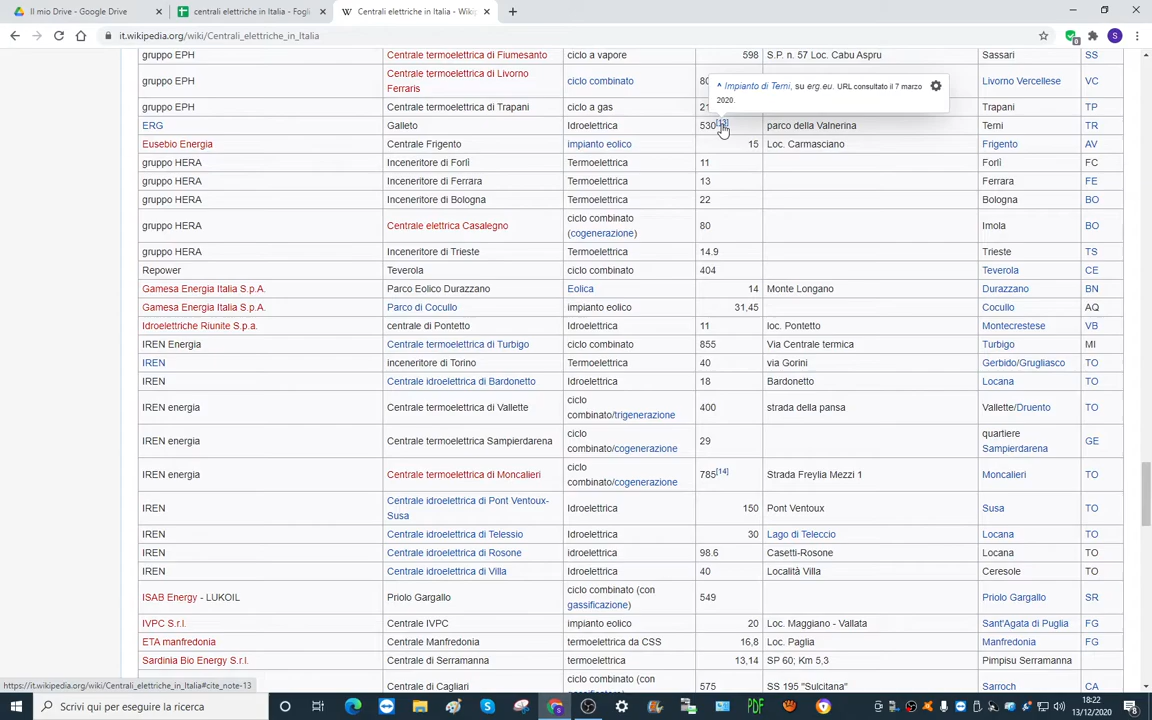 Il mio Drive - Google Drive
centrali elettriche in Italia - Fogli
Centrali elettriche in Italia - Wiki
it.wikipedia.org/wiki/Centrali_elettriche_in_Italia
gruppo EPH Centrale termoelettrica di Fiumesanto ciclo a vapore 598 S.P. n. 57 Loc. Cabu Aspru Sassari SS
gruppo EPH Centrale termoelettrica di Livorno Ferraris ciclo combinato Livorno Vercellese VC
^ Impianto di Terni, su erg.eu. URL consultato il 7 marzo
2020.
gruppo EPH Centrale termoelettrica di Trapani ciclo a gas Trapani TP
ERG Galleto Idroelettrica 530[13] parco della Valnerina Terni TR
Eusebio Energia Centrale Frigento impianto eolico 15 Loc. Carmasciano Frigento AV
gruppo HERA Inceneritore di Forlì Termoelettrica 11 Forlì FC
gruppo HERA Inceneritore di Ferrara Termoelettrica 13 Ferrara FE
gruppo HERA Inceneritore di Bologna Termoelettrica 22 Bologna BO
gruppo HERA Centrale elettrica Casalegno ciclo combinato (cogenerazione) 80 Imola BO
gruppo HERA Inceneritore di Trieste Termoelettrica 14.9 Trieste TS
Repower Teverola ciclo combinato 404 Teverola CE
Gamesa Energia Italia S.p.A. Parco Eolico Durazzano Eolica 14 Monte Longano Durazzano BN
Gamesa Energia Italia S.p.A. Parco di Cocullo impianto eolico 31,45 Cocullo AQ
Idroelettriche Riunite S.p.a. centrale di Pontetto Idroelettrica 11 loc. Pontetto Montecrestese VB
IREN Energia Centrale termoelettrica di Turbigo ciclo combinato 855 Via Centrale termica Turbigo MI
IREN inceneritore di Torino Termoelettrica 40 via Gorini Gerbido/Grugliasco TO
IREN Centrale idroelettrica di Bardonetto Idroelettrica 18 Bardonetto Locana TO
IREN energia Centrale termoelettrica di Vallette ciclo combinato/trigenerazione 400 strada della pansa Vallette/Druento TO
IREN energia Centrale termoelettrica Sampierdarena ciclo combinato/cogenerazione 29 quartiere Sampierdarena GE
IREN energia Centrale termoelettrica di Moncalieri ciclo combinato/cogenerazione 785[14] Strada Freylia Mezzi 1 Moncalieri TO
IREN Centrale idroelettrica di Pont Ventoux-Susa Idroelettrica 150 Pont Ventoux Susa TO
IREN Centrale idroelettrica di Telessio Idroelettrica 30 Lago di Teleccio Locana TO
IREN Centrale idroelettrica di Rosone idroelettrica 98.6 Casetti-Rosone Locana TO
IREN Centrale idroelettrica di Villa Idroelettrica 40 Località Villa Ceresole TO
ISAB Energy - LUKOIL Priolo Gargallo ciclo combinato (con gassificazione) 549 Priolo Gargallo SR
IVPC S.r.l. Centrale IVPC impianto eolico 20 Loc. Maggiano - Vallata Sant'Agata di Puglia FG
ETA manfredonia Centrale Manfredonia termoelettrica da CSS 16,8 Loc. Paglia Manfredonia FG
Sardinia Bio Energy S.r.l. Centrale di Serramanna termoelettrica 13,14 SP 60; Km 5,3 Pimpisu Serramanna
Centrale di Cagliari ciclo combinato (con 575 SS 195 "Sulcitana" Sarroch CA
https://it.wikipedia.org/wiki/Centrali_elettriche_in_Italia#cite_note-13
Scrivi qui per eseguire la ricerca
PDF
18:22
13/12/2020